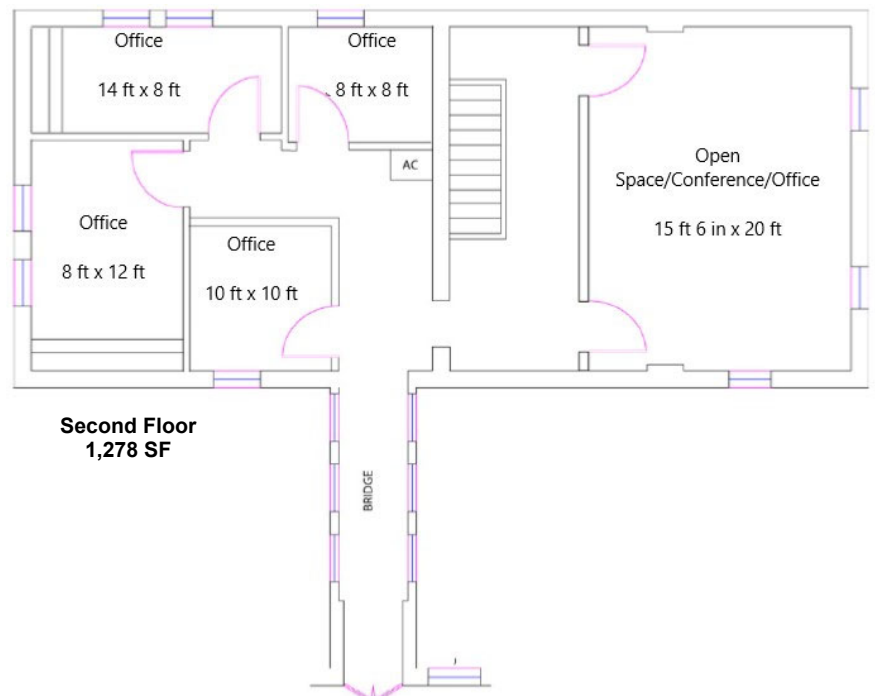 Office
14 ft x 8 ft
Office
8 ft x 8 ft
AC
Open
Space/Conference/Office
15 ft 6 in x 20 ft
Office
8 ft x 12 ft
Office
10 ft x 10 ft
Second Floor
1,278 SF
BRIDGE